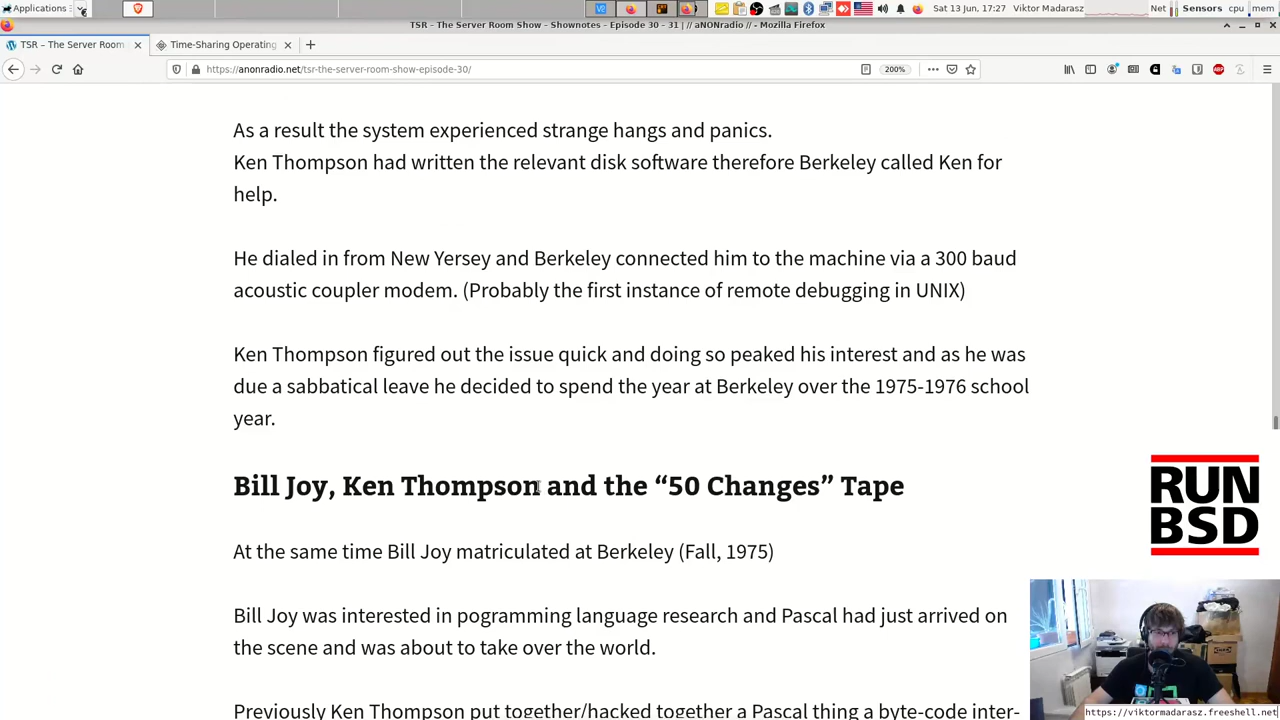 Applications
Sat 13 Jun, 17:27 Viktor Madarasz
Net
Sensors cpu mem
TSR – The Server Room Show – Shownotes – Episode 30 – 31 | // aNONradio // - Mozilla Firefox
TSR – The Server Room
Time-Sharing Operating
https://anonradio.net/tsr-the-server-room-show-episode-30/
200%
ABP
As a result the system experienced strange hangs and panics.
Ken Thompson had written the relevant disk software therefore Berkeley called Ken for
help.
He dialed in from New Yersey and Berkeley connected him to the machine via a 300 baud
acoustic coupler modem. (Probably the first instance of remote debugging in UNIX)
Ken Thompson figured out the issue quick and doing so peaked his interest and as he was
due a sabbatical leave he decided to spend the year at Berkeley over the 1975-1976 school
year.
Bill Joy, Ken Thompson and the “50 Changes” Tape
At the same time Bill Joy matriculated at Berkeley (Fall, 1975)
Bill Joy was interested in pogramming language research and Pascal had just arrived on
the scene and was about to take over the world.
Previously Ken Thompson put together/hacked together a Pascal thing a byte-code inter-
RUN
BSD
https://viktormadarasz.freeshell.net